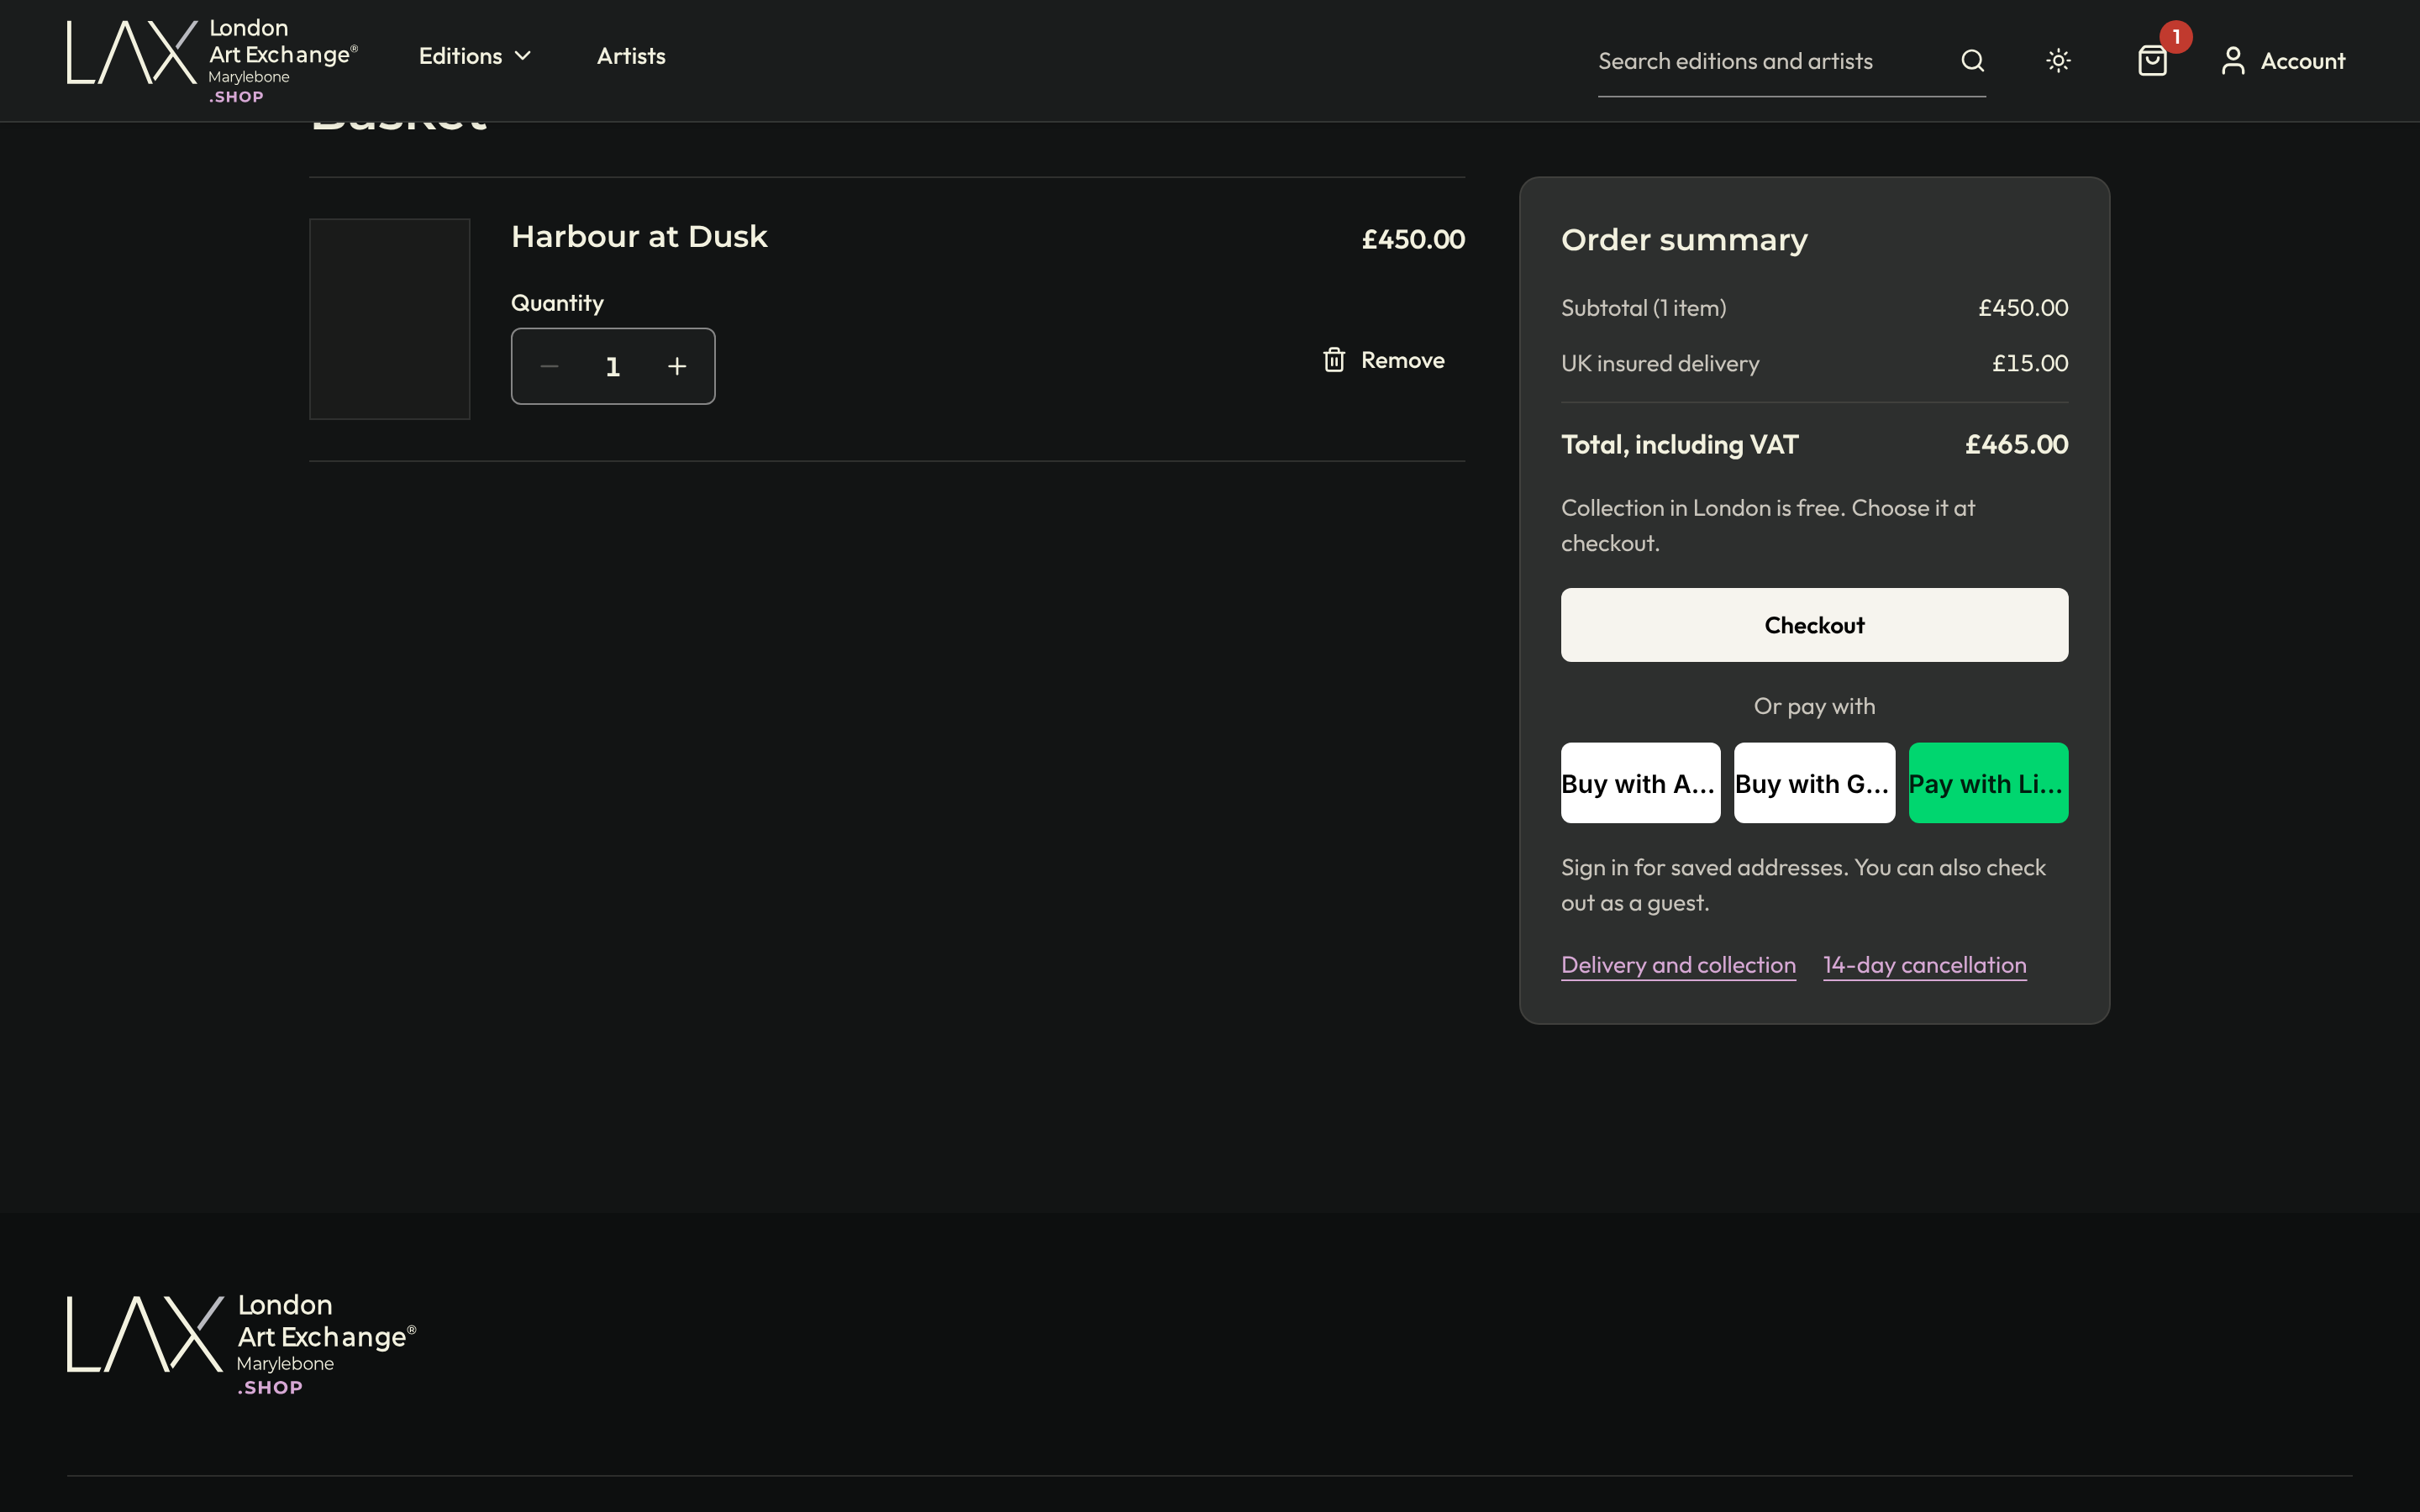 London
Art Exchange®
Marylebone
.SHOP
Editions
Artists
Search editions and artists
1
Account
Basket
Harbour at Dusk
£450.00
Quantity
1
Remove
Order summary
Subtotal (1 item) £450.00
UK insured delivery £15.00
Total, including VAT £465.00
Collection in London is free. Choose it at
checkout.
Checkout
Or pay with
Buy with A...
Buy with G...
Pay with Li...
Sign in for saved addresses. You can also check
out as a guest.
Delivery and collection 14-day cancellation
LAX
London
Art Exchange®
Marylebone
.SHOP